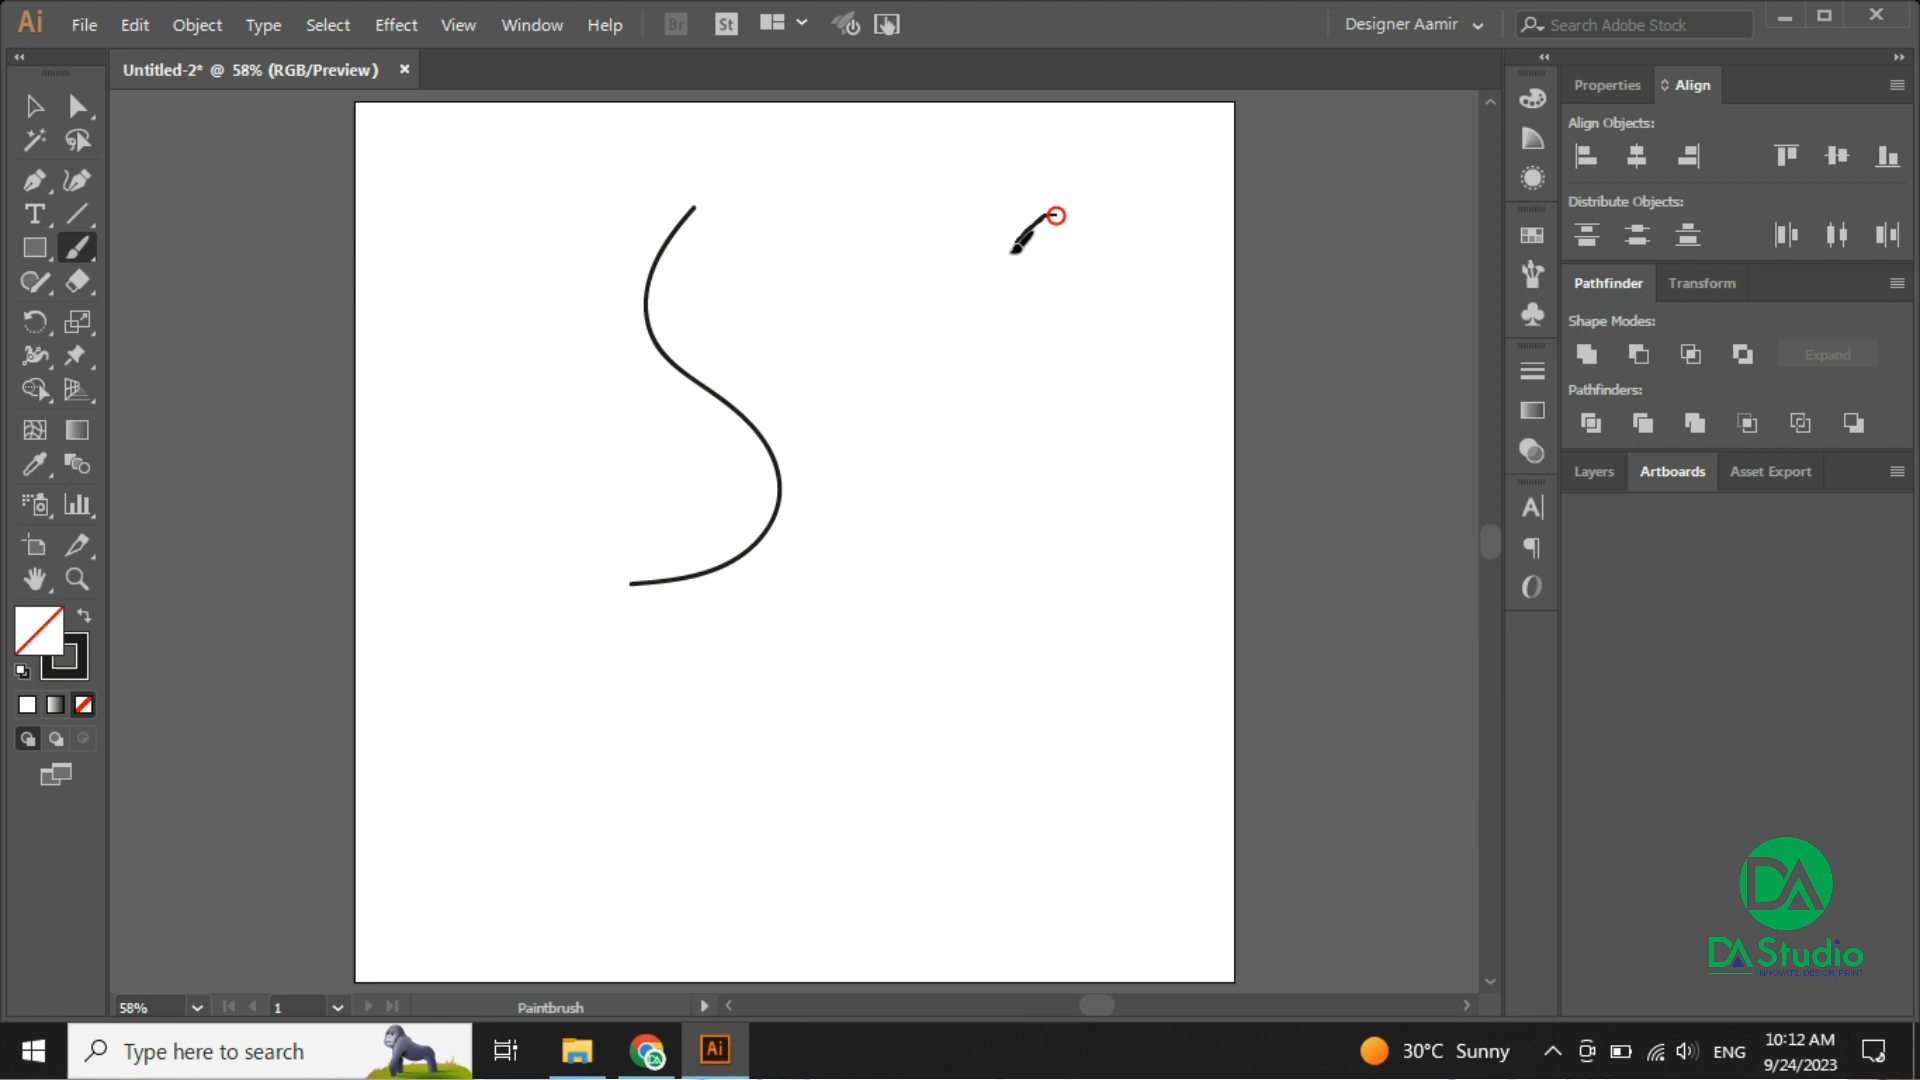 Ai File Edit Object Type Select Effect View Window Help Br St Designer Aamir Search Adobe Stock
Untitled-2* @ 58% (RGB/Preview)
Properties Align
Align Objects:
Distribute Objects:
Pathfinder Transform
Shape Modes:
Expand
Pathfinders:
Layers Artboards Asset Export
DA
DA Studio
INNOVATE, DESIGN, PRINT
58% 1 Paintbrush
Type here to search Ai 30°C Sunny ENG 10:12 AM
9/24/2023